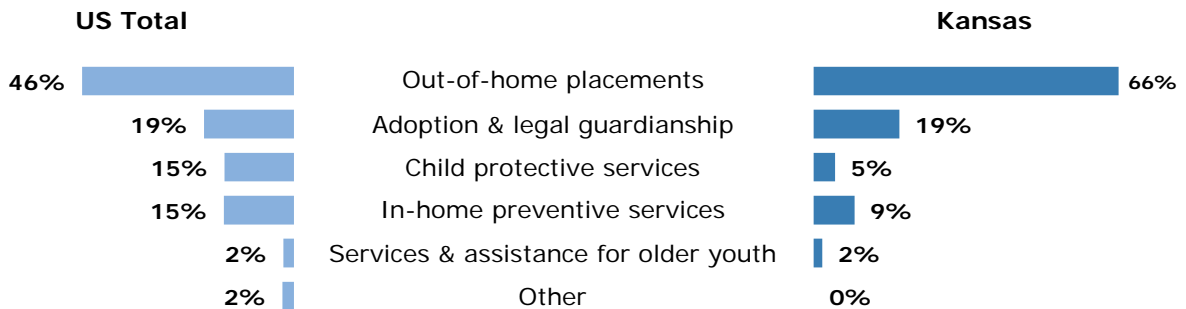 US Total Kansas
46% Out-of-home placements 66%
19% Adoption & legal guardianship 19%
15% Child protective services 5%
15% In-home preventive services 9%
2% Services & assistance for older youth 2%
2% Other 0%